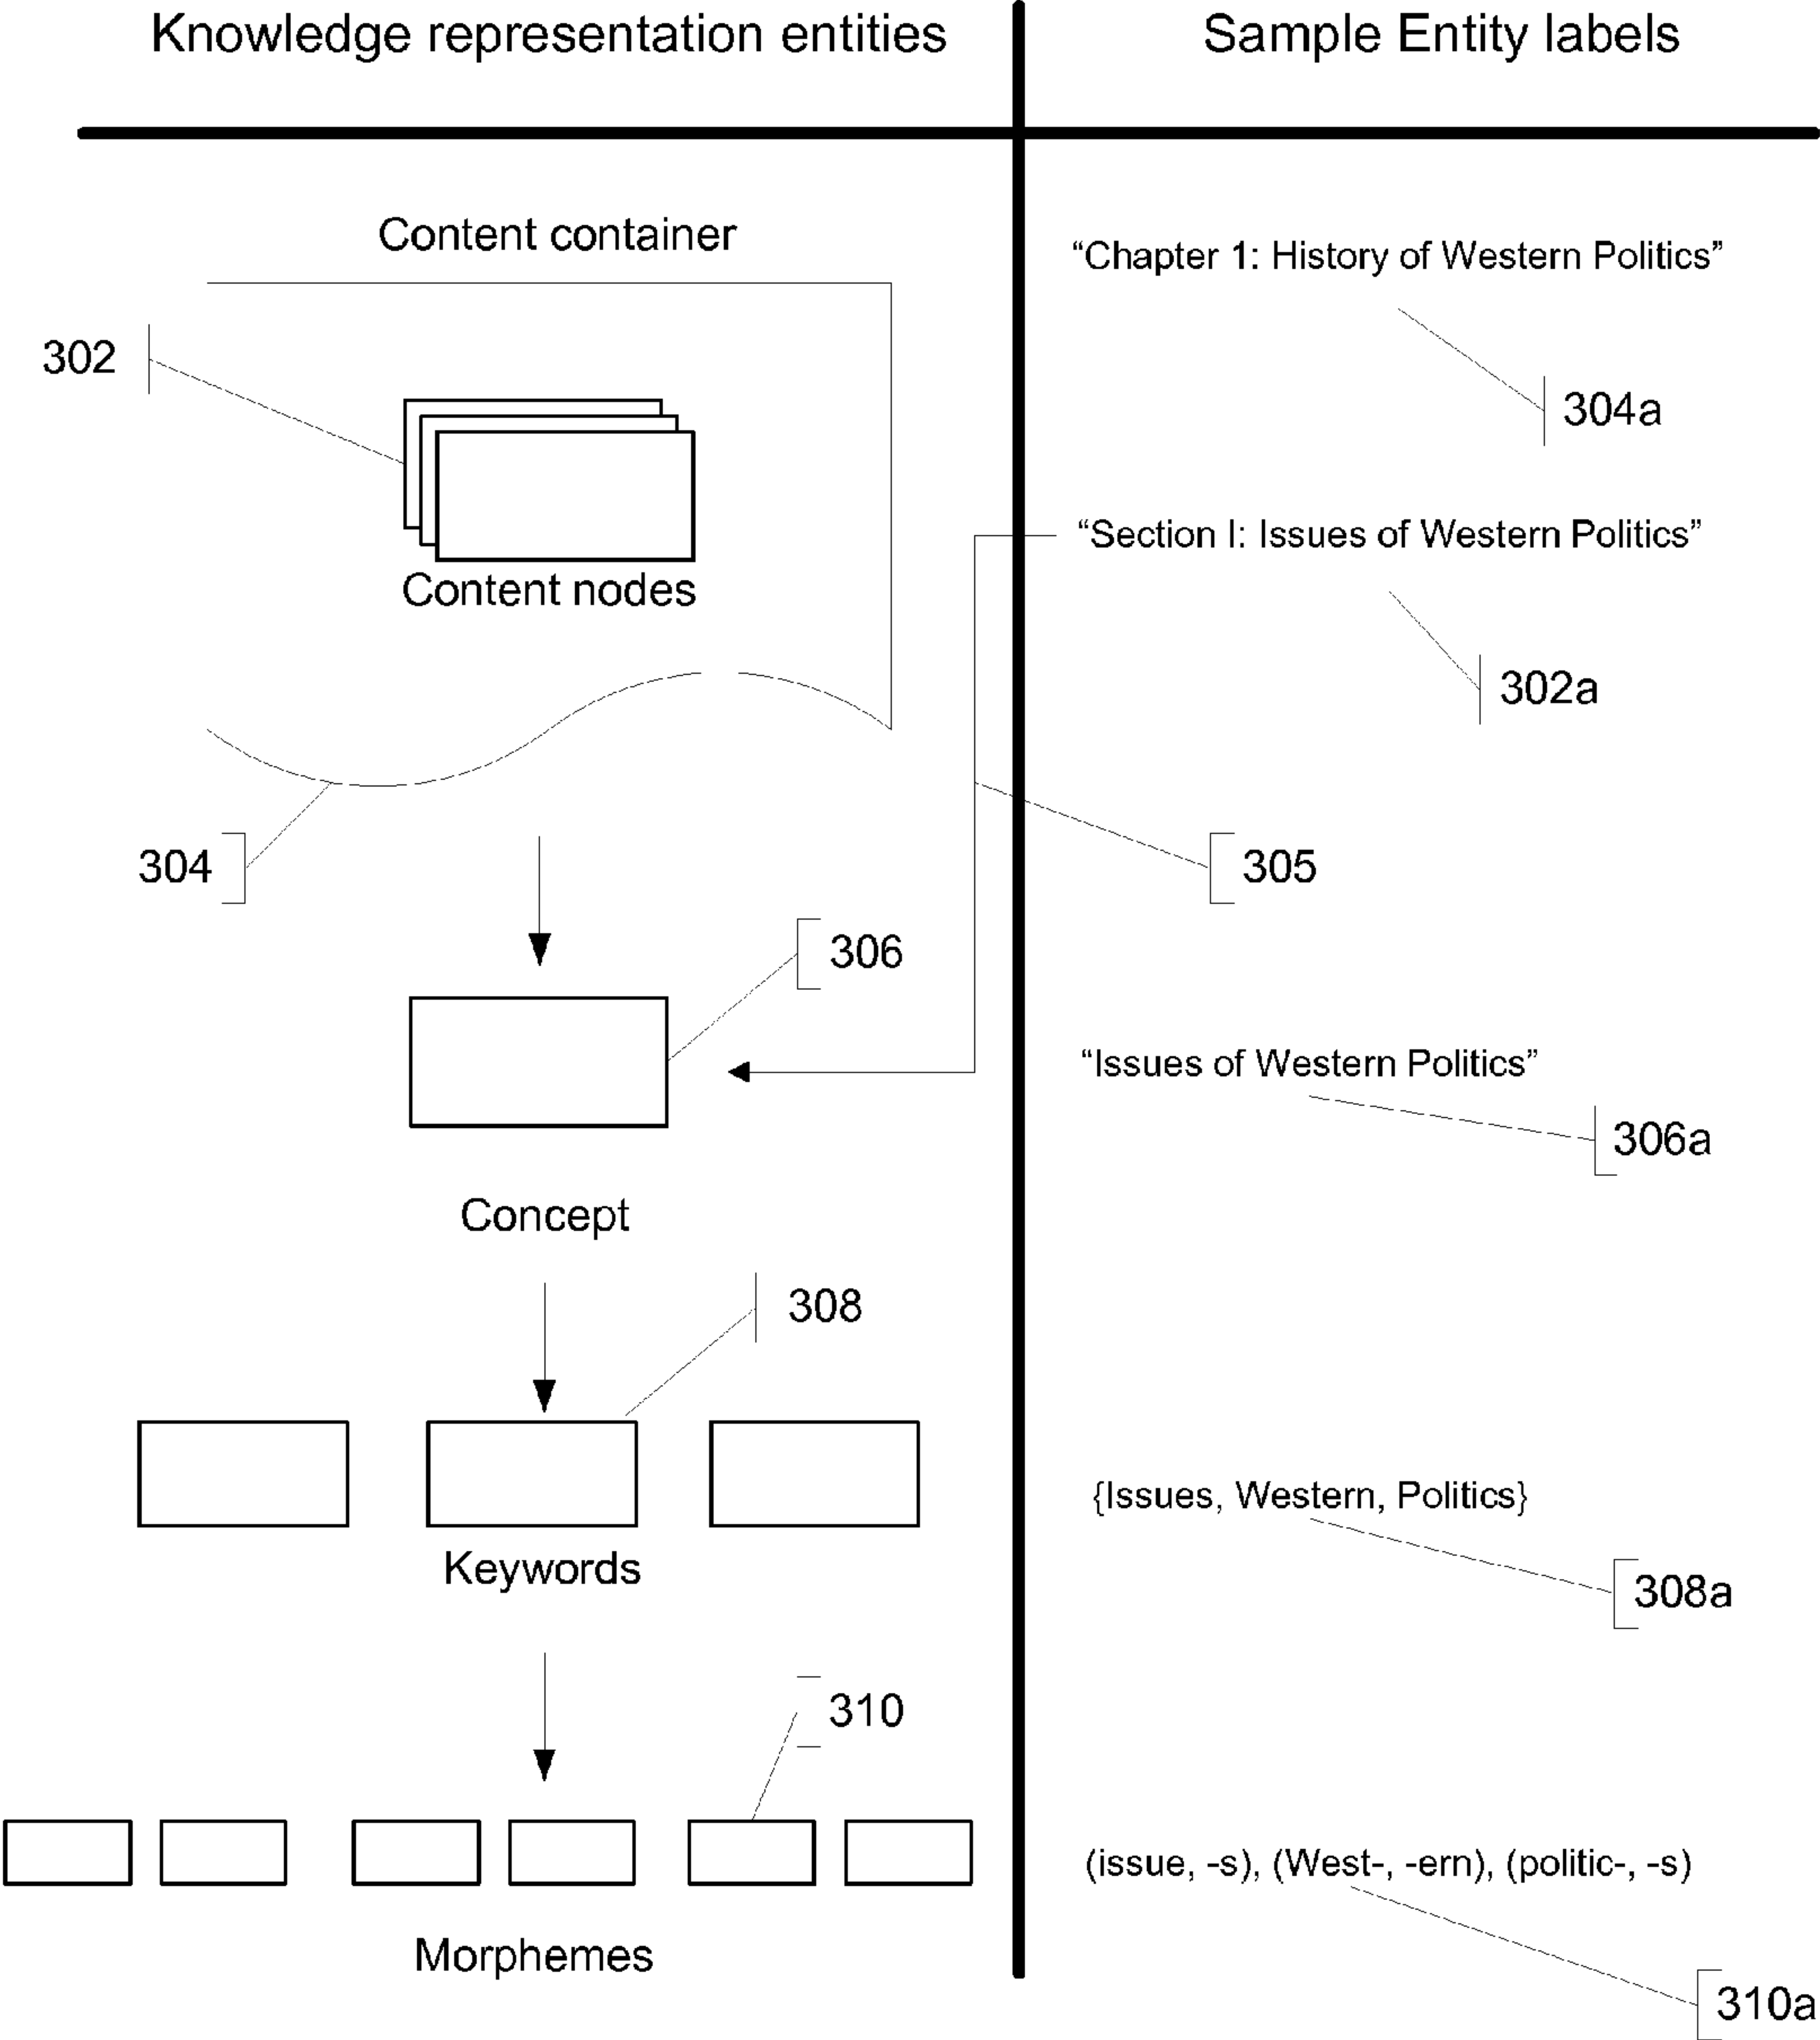 Knowledge representation entities
Sample Entity labels
Content container
“Chapter 1: History of Western Politics”
302
304a
“Section I: Issues of Western Politics”
Content nodes
302a
304
305
306
“Issues of Western Politics”
306a
Concept
308
{Issues, Western, Politics}
Keywords
308a
310
(issue, -s), (West-, -ern), (politic-, -s)
Morphemes
310a